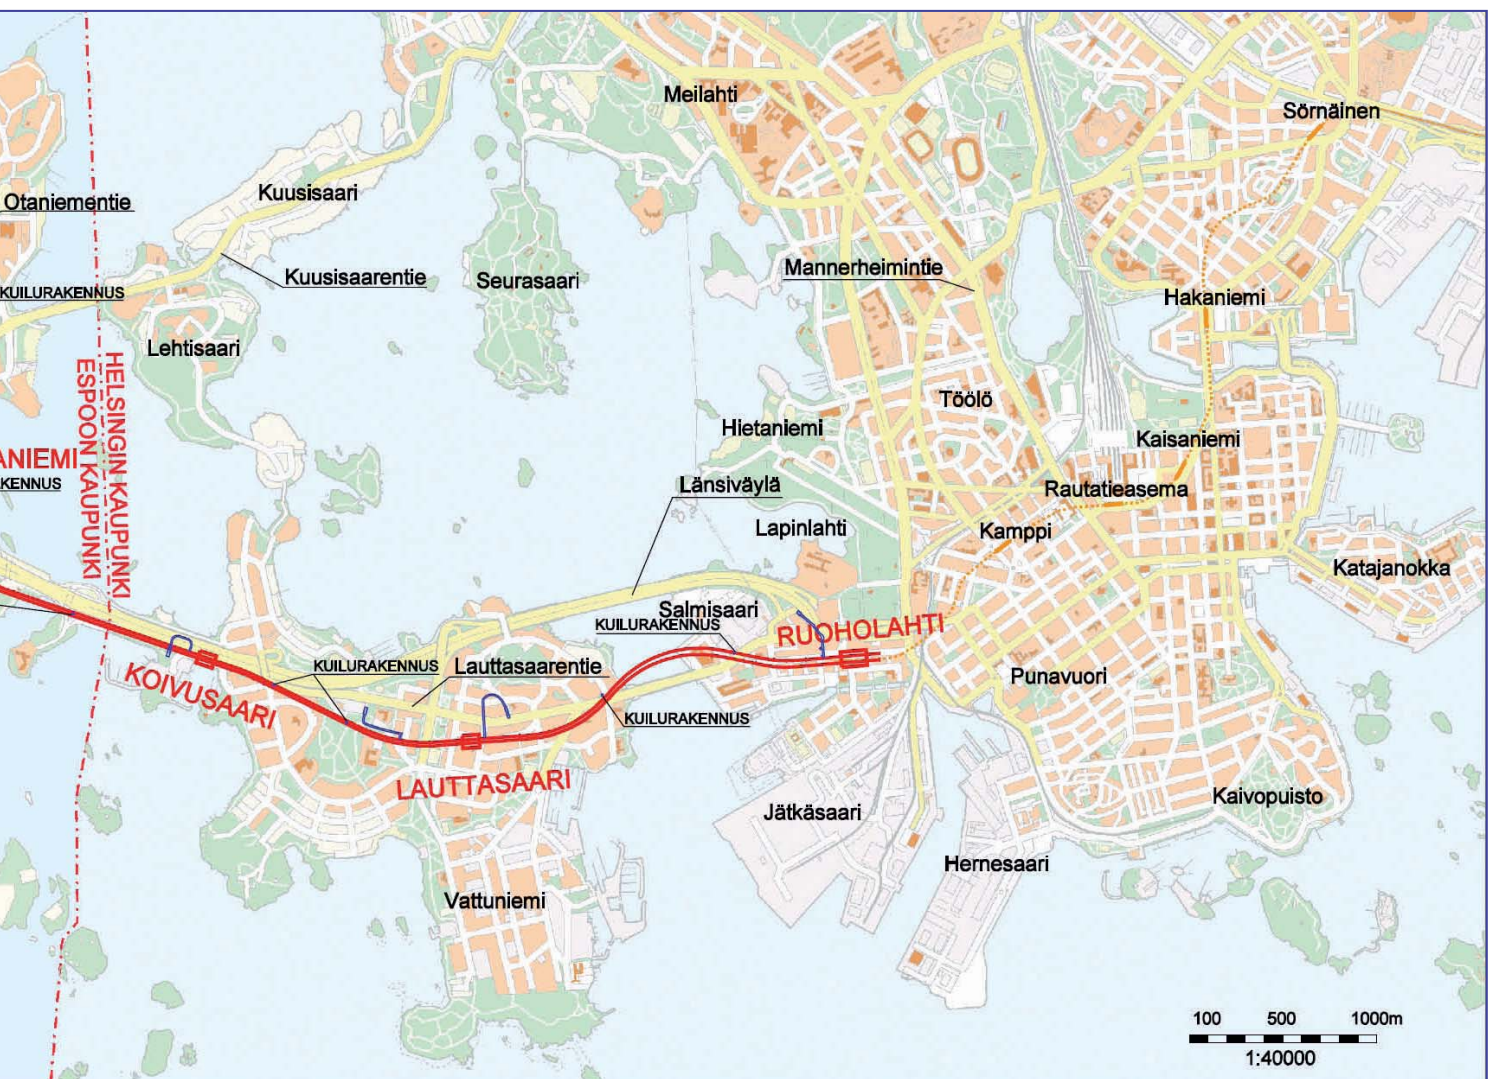 Meilahti
Sörnäinen
Otaniementie
Kuusisaari
Kuusisaarentie
Seurasaari
Mannerheimintie
KUILURAKENNUS
Hakaniemi
Lehtisaari
HELSINGIN KAUPUNKI
ESPOON KAUPUNKI
Töölö
Hietaniemi
Kaisaniemi
ANIEMI
KENNUS
Länsiväylä
Rautatieasema
Lapinlahti
Kamppi
Katajanokka
Salmisaari
KUILURAKENNUS
RUOHOLAHTI
KUILURAKENNUS
Lauttasaarentie
KOIVUSAARI
Punavuori
KUILURAKENNUS
LAUTTASAARI
Kaivopuisto
Jätkäsaari
Hernesaari
Vattuniemi
100 500 1000m
1:40000